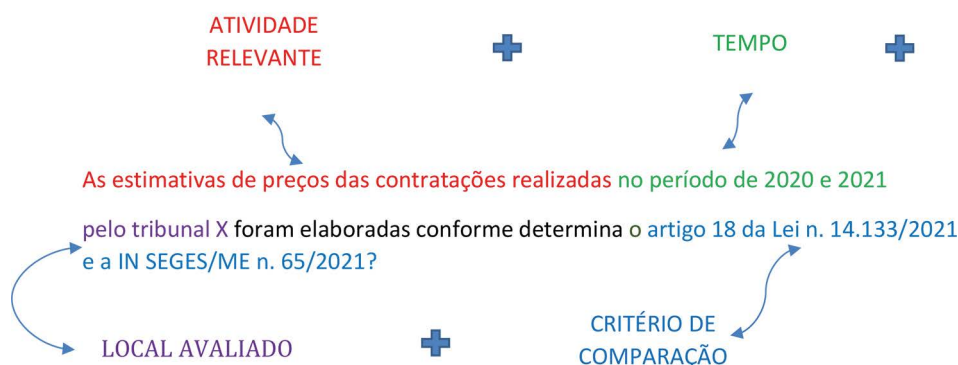 ATIVIDADE
RELEVANTE
TEMPO
As estimativas de preços das contratações realizadas no período de 2020 e 2021
pelo tribunal X foram elaboradas conforme determina o artigo 18 da Lei n. 14.133/2021
e a IN SEGES/ME n. 65/2021?
LOCAL AVALIADO
CRITÉRIO DE
COMPARAÇÃO